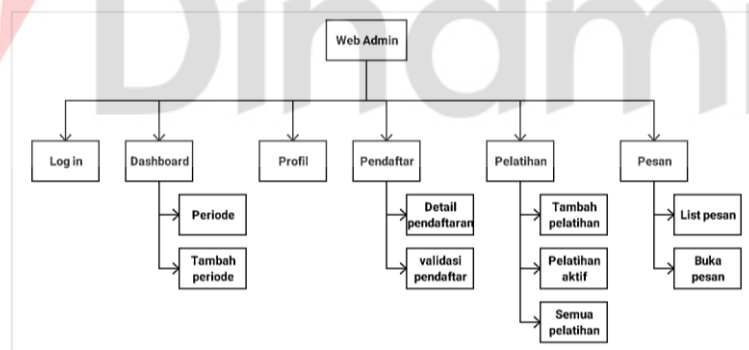 Dinam
Web Admin
Log in
Dashboard
Profil
Pendaftar
Pelatihan
Pesan
Periode
Tambah
periode
Detail
pendaftaran
validasi
pendaftar
Tambah
pelatihan
Pelatihan
aktif
Semua
pelatihan
List pesan
Buka
pesan